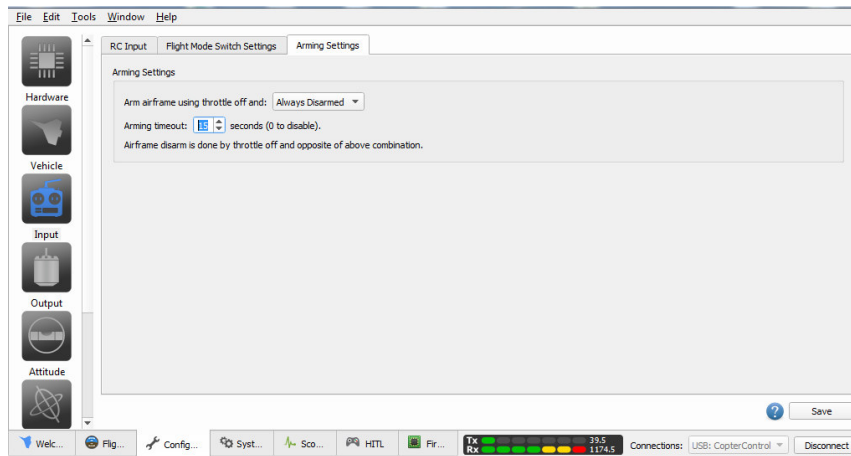 File Edit Tools Window Help
RC Input Flight Mode Switch Settings Arming Settings
Arming Settings
Hardware
Arm airframe using throttle off and: Always Disarmed
Arming timeout: 15 seconds (0 to disable).
Airframe disarm is done by throttle off and opposite of above combination.
Vehicle
Input
Output
Attitude
? Save
Welc... Flig... Config... Syst... Sco... HITL Fir... Tx 39.5 Connections: USB: CopterControl Disconnect
Rx 1174.5